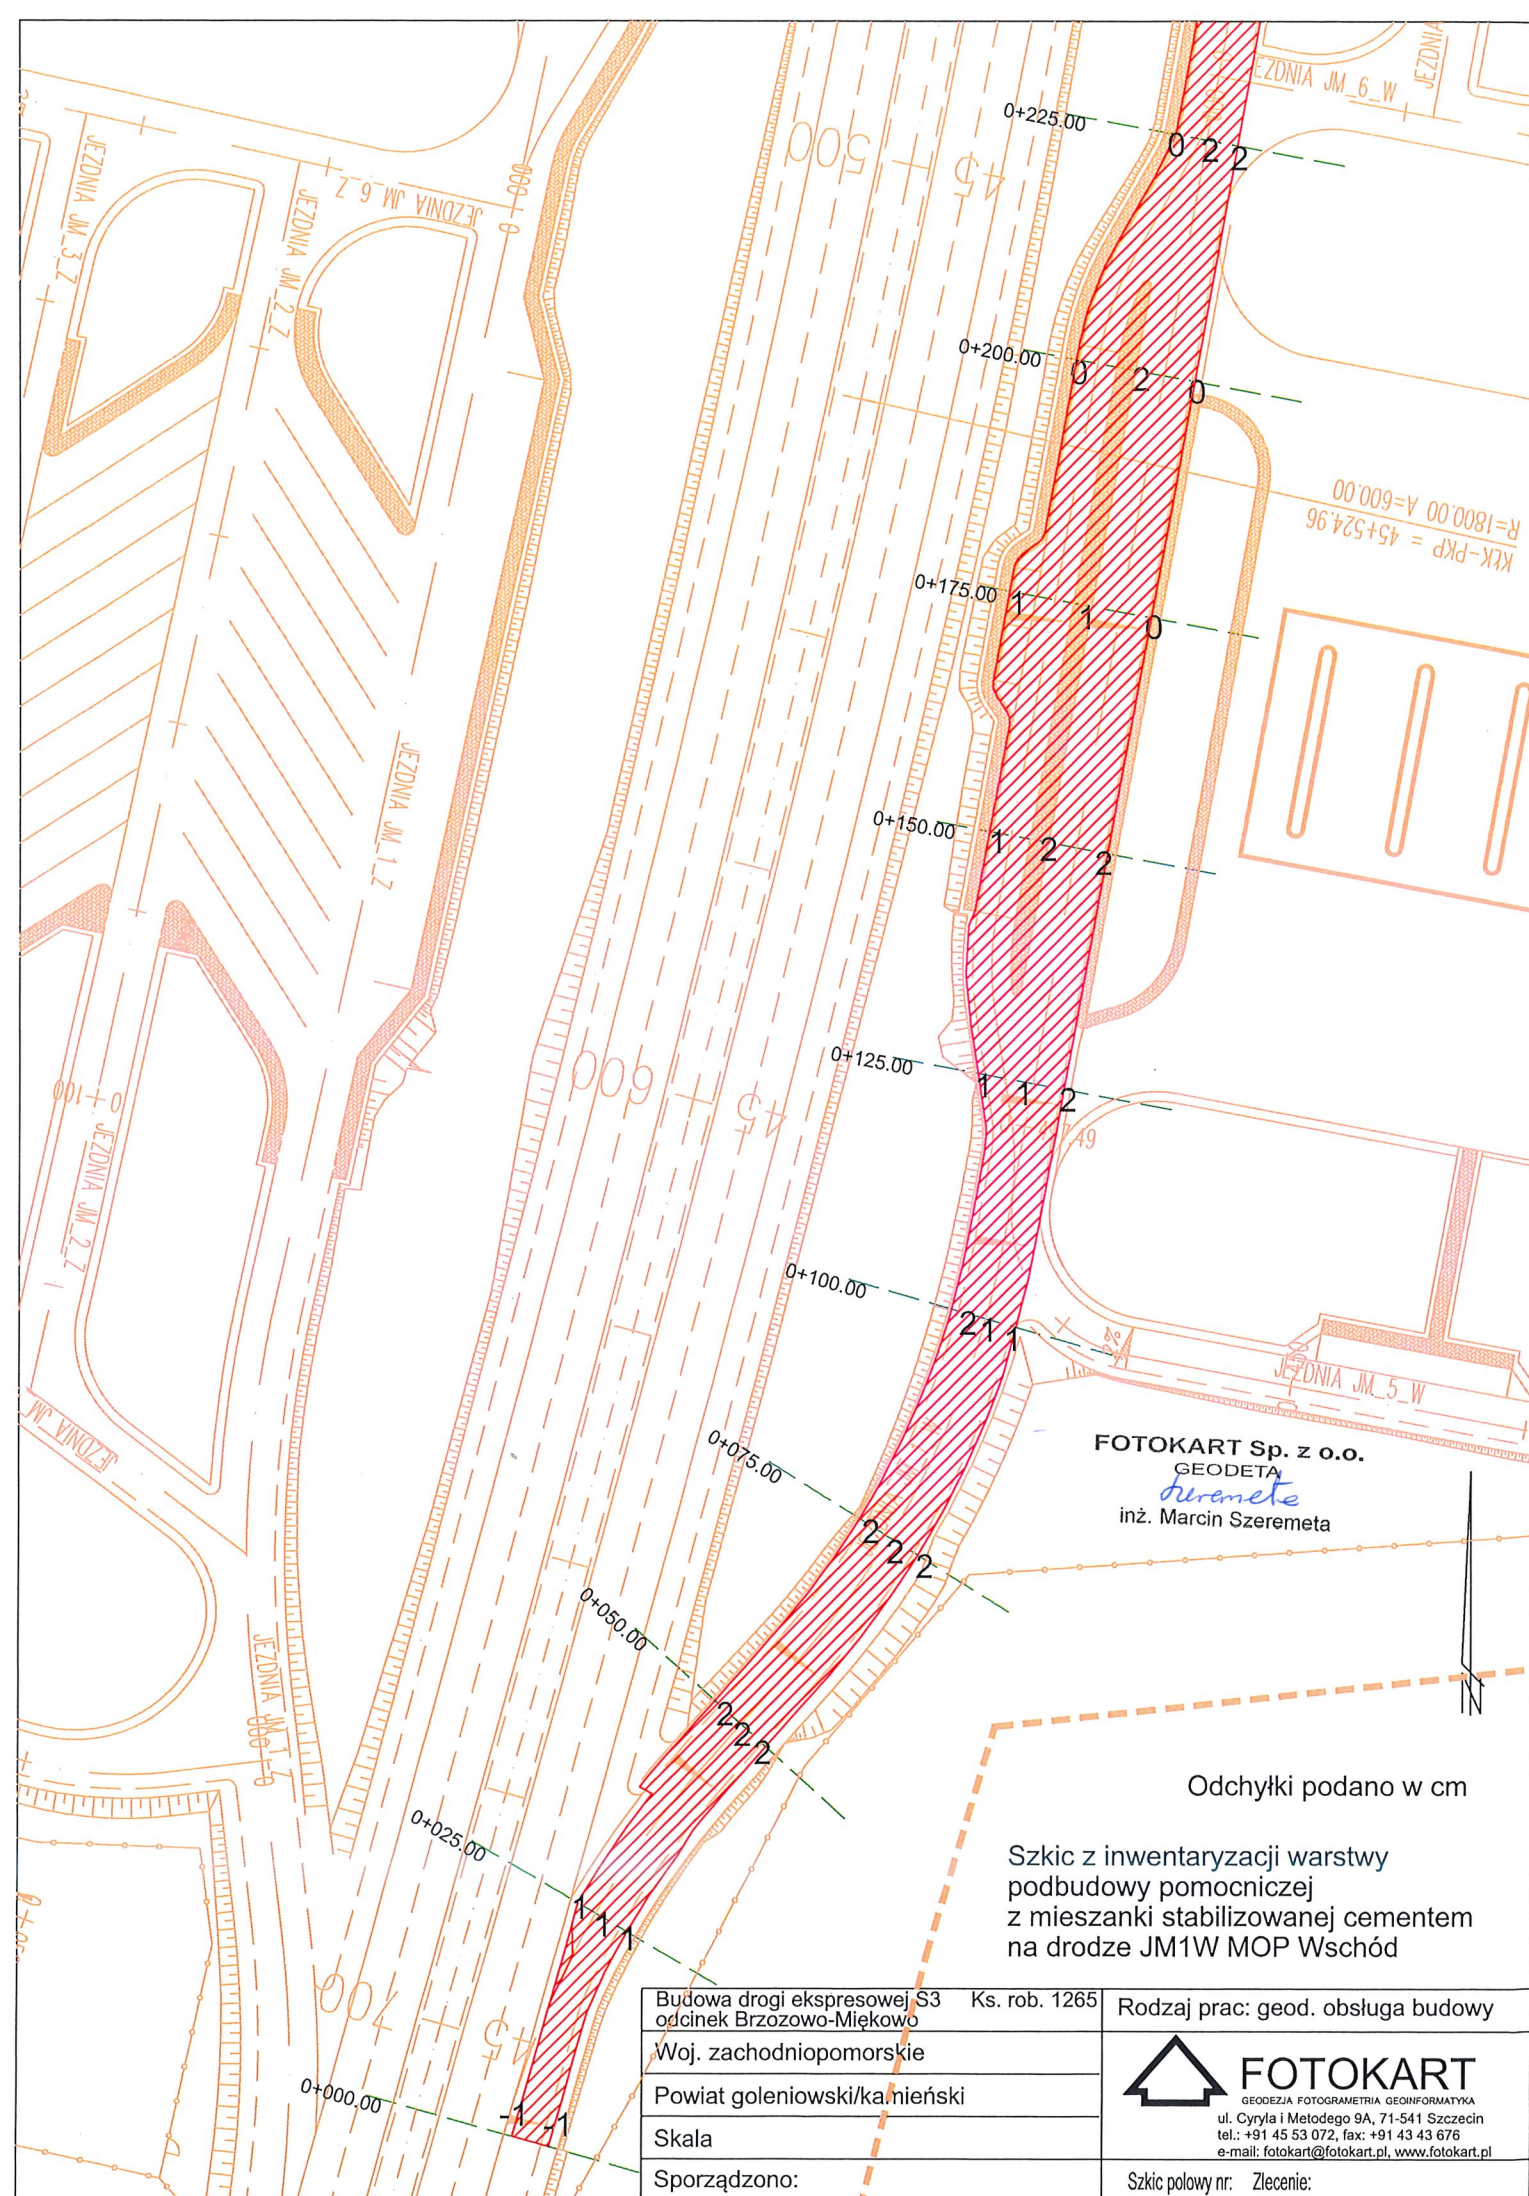 JEZDNIA JM_6_W
JEZDNIA
0+225.00
0 2 2
500
45
JEZDNIA JM_3_Z
JEZDNIA JM_2_Z
JEZDNIA JM_6_Z
0+000
0+200.00
0 2 0
KŁK-PKP = 45+524.96
R=1800.00 A=600.00
0+175.00
1 1 0
JEZDNIA JM_1_Z
0+150.00
1 2 2
0+125.00
1 1 2
600
45
0+100
JEZDNIA JM_2_Z
0+100.00
2 1 1
JEZDNIA JM_5_W
JEZDNIA JM
0+075.00
2 2 2
FOTOKART Sp. z o.o.
GEODETA
Szeremeta
inż. Marcin Szeremeta
0+050.00
2 2 2
JEZDNIA JM_1_Z
N
0+025.00
1 1 1
Odchyłki podano w cm
Szkic z inwentaryzacji warstwy
podbudowy pomocniczej
z mieszanki stabilizowanej cementem
na drodze JM1W MOP Wschód
700
45
0+000.00
-1 -1
Budowa drogi ekspresowej S3 Ks. rob. 1265
odcinek Brzozowo-Miękowo
Woj. zachodniopomorskie
Powiat goleniowski/kamieński
Skala
Sporządzono:
Rodzaj prac: geod. obsługa budowy
FOTOKART
GEODEZJA FOTOGRAMETRIA GEOINFORMATYKA
ul. Cyryla i Metodego 9A, 71-541 Szczecin
tel.: +91 45 53 072, fax: +91 43 43 676
e-mail: fotokart@fotokart.pl, www.fotokart.pl
Szkic polowy nr: Zlecenie: